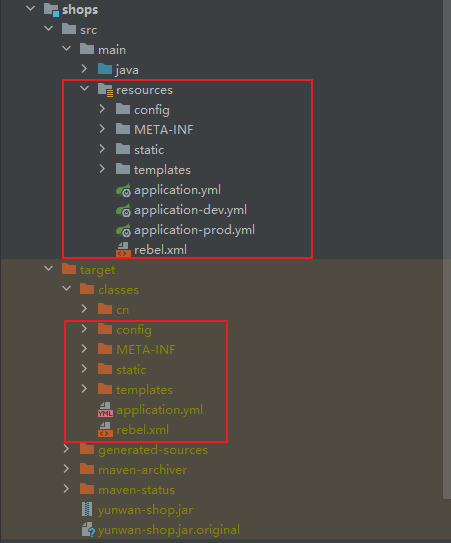 shops
src
main
java
resources
config
META-INF
static
templates
application.yml
application-dev.yml
application-prod.yml
rebel.xml
target
classes
cn
config
META-INF
static
templates
application.yml
rebel.xml
generated-sources
maven-archiver
maven-status
yunwan-shop.jar
yunwan-shop.jar.original